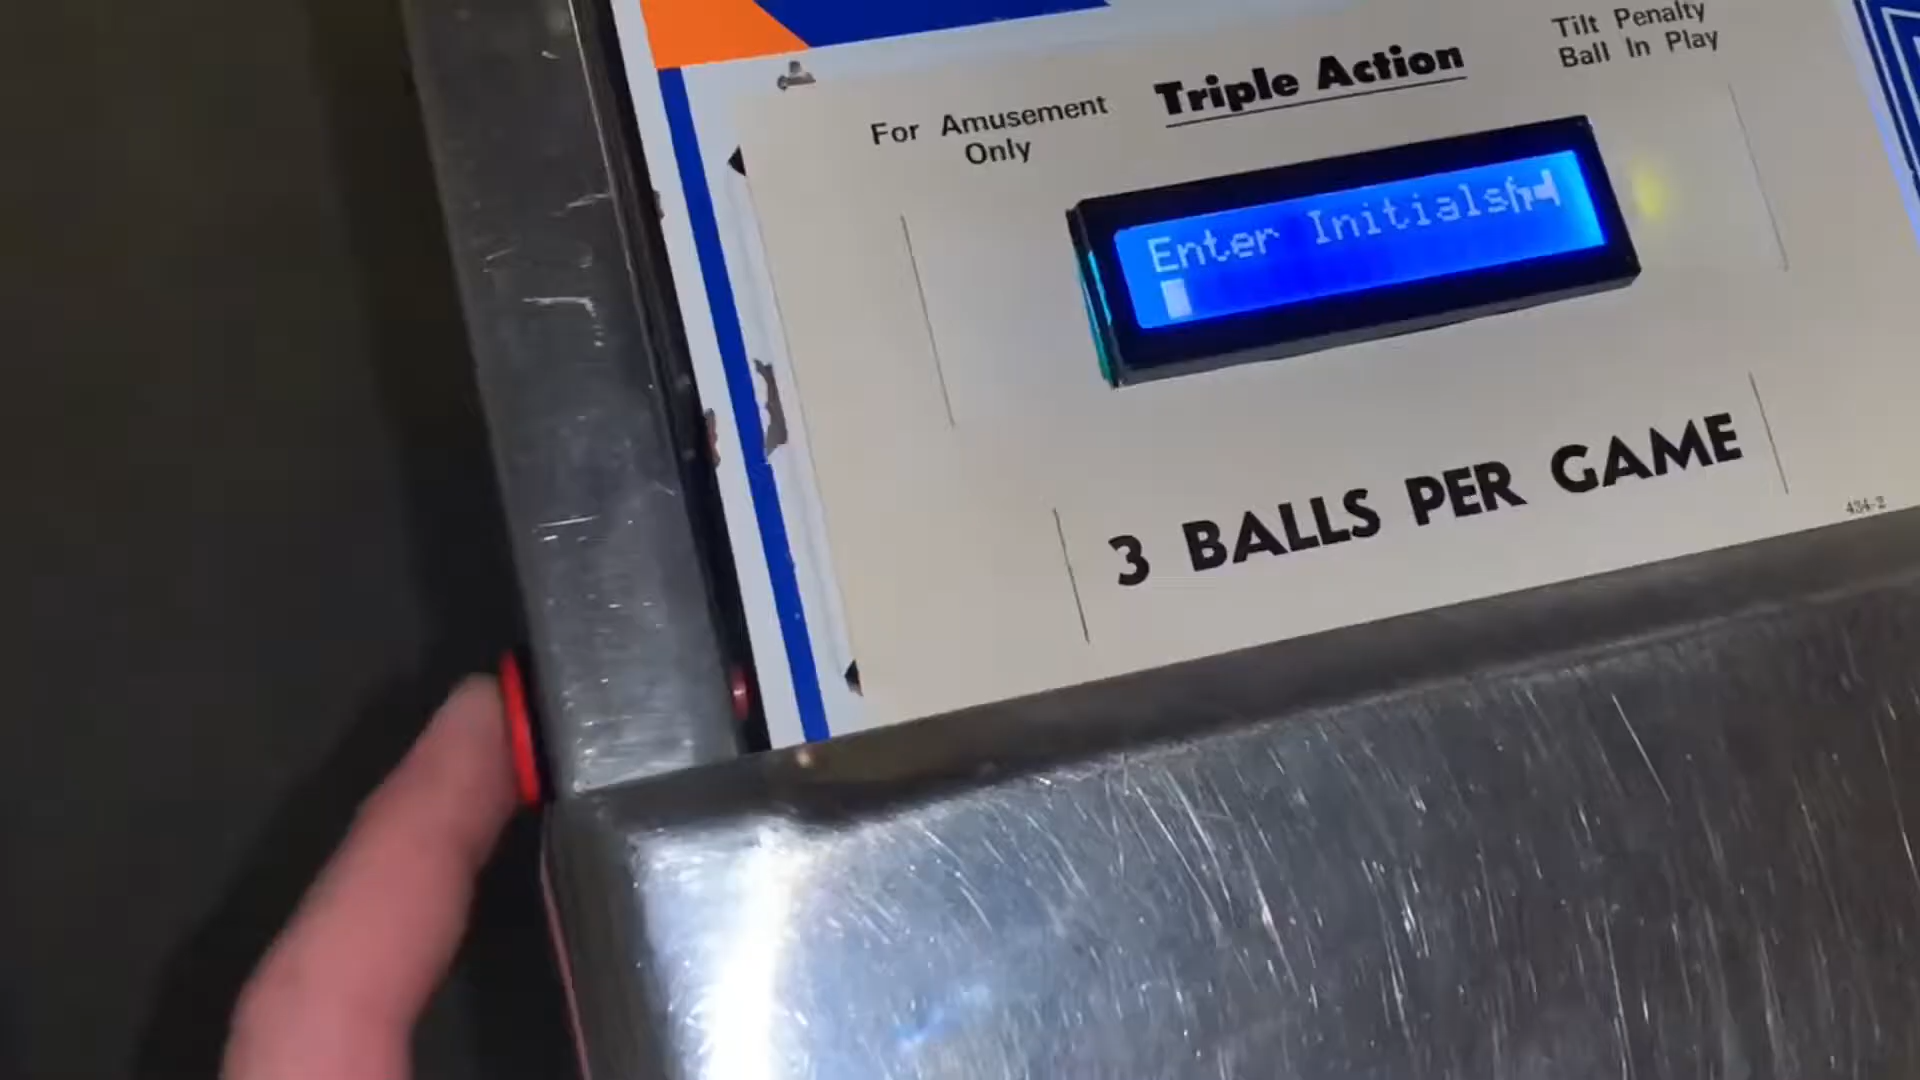 Tilt Penalty
Ball In Play
Triple Action
For Amusement
Only
Enter Initials
3 BALLS PER GAME
434-2